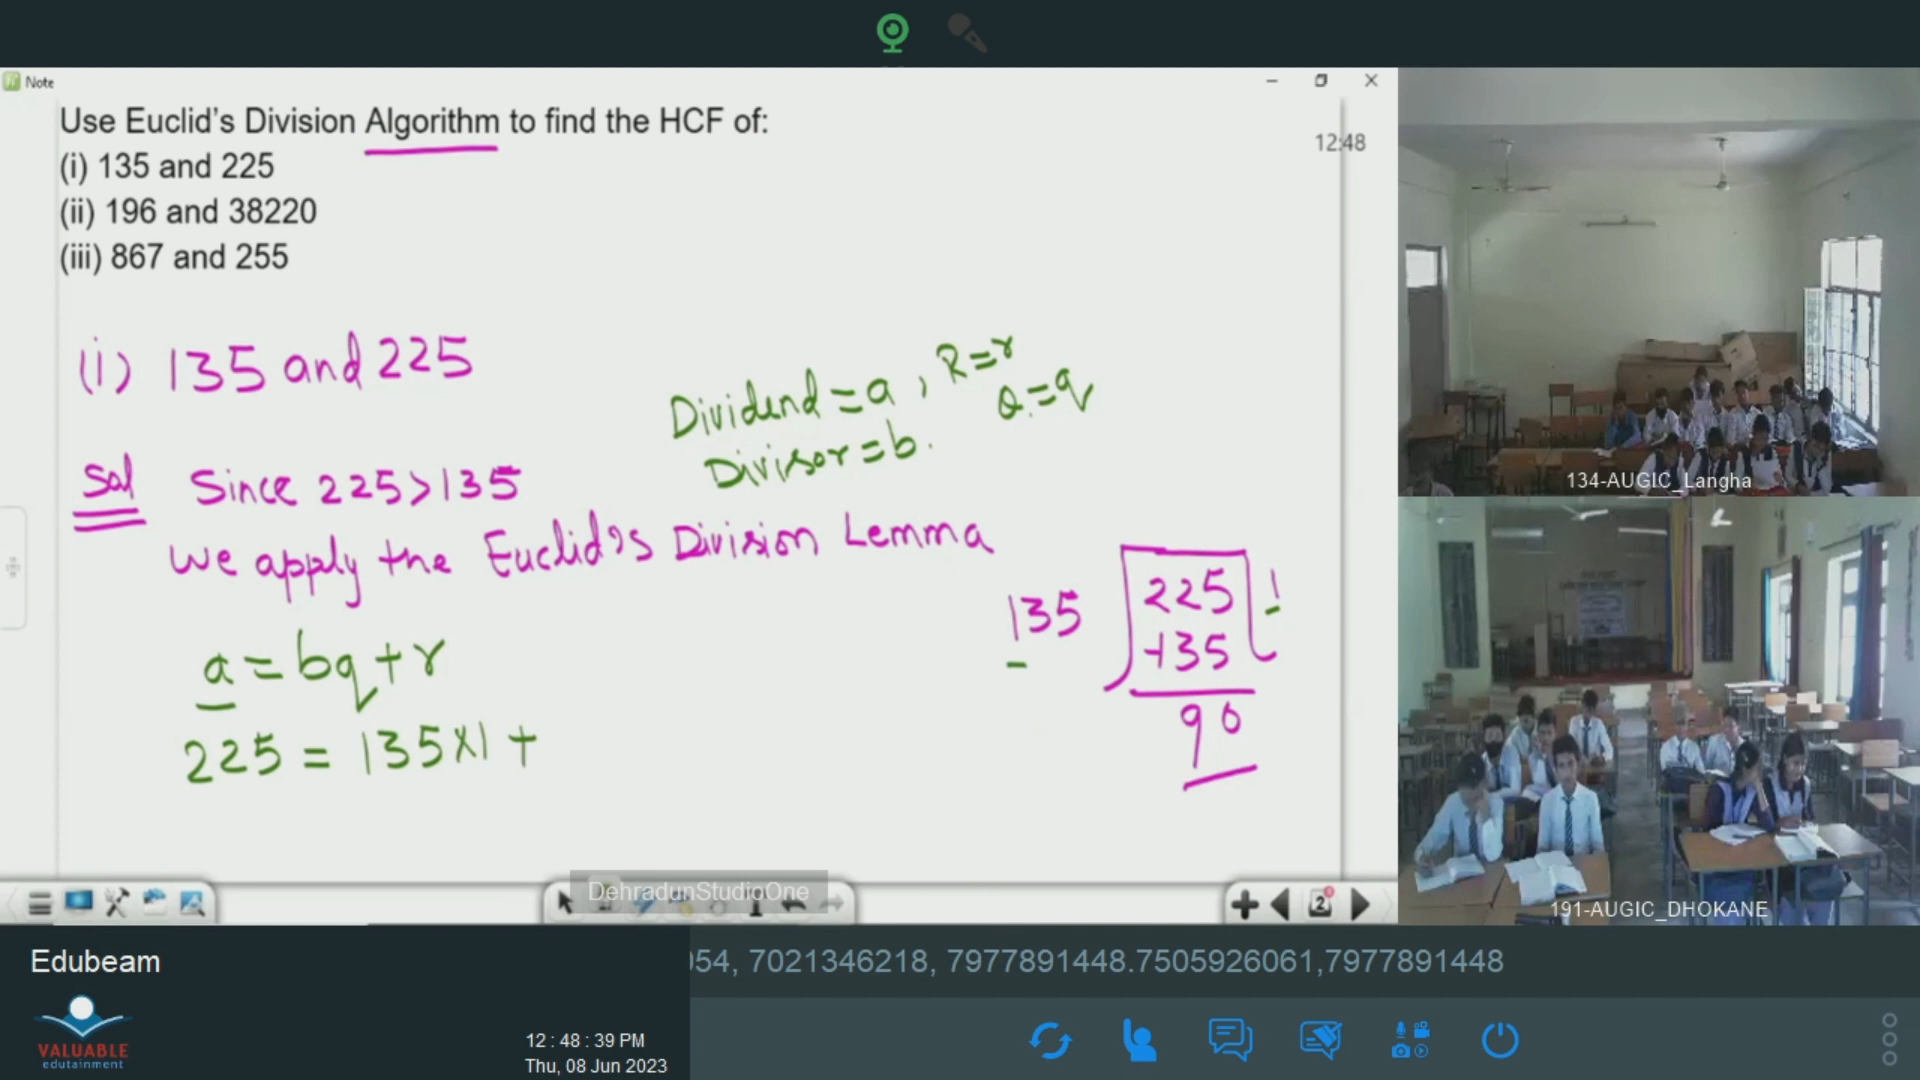 Note
Use Euclid's Division Algorithm to find the HCF of:
12:48
(i) 135 and 225
(ii) 196 and 38220
(iii) 867 and 255
(i) 135 and 225
Dividend = a, R = r
Q. = q
Divisor = b.
Sol Since 225 > 135
We apply the Euclid's Division Lemma
a = bq + r
225 = 135 × 1 +
135 225 1
-135
90
134-AUGIC_Langha
191-AUGIC_DHOKANE
DehradunStudioOne
2
Edubeam
054, 7021346218, 7977891448.7505926061,7977891448
VALUABLE
edutainment
12 : 48 : 39 PM
Thu, 08 Jun 2023